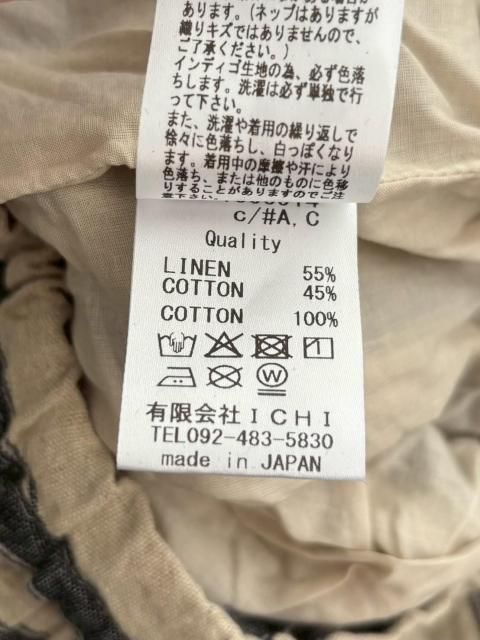 あります。(ネップはありますが
織りキズではありませんので、
ご了承ください。)
インディゴ生地の為、必ず色落
ちします。洗濯は必ず単独で行
って下さい。
また、洗濯や着用の繰り返しで
徐々に色落ちし、白っぽくなり
ます。着用中の摩擦や汗により
色落ち、または他のものに色移
りすることがありますのでご注
意下さい。
c/#A,C
Quality
LINEN 55%
COTTON 45%
COTTON 100%
有限会社ICHI
TEL092-483-5830
made in JAPAN